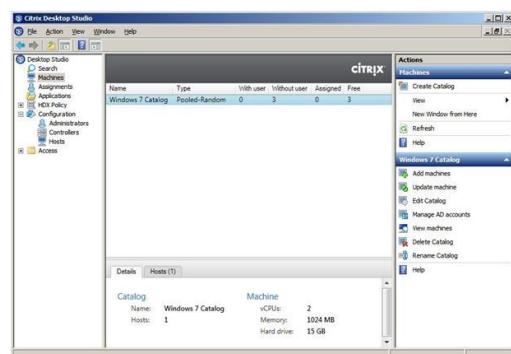 Citrix Desktop Studio
File Action View Window Help
Desktop Studio
Search
Machines
Assignments
Applications
HDX Policy
Configuration
Administrators
Controllers
Hosts
Access
CITRIX
Name Type With user Without user Assigned Free
Windows 7 Catalog Pooled-Random 0 3 0 3
Details Hosts (1)
Catalog
Name: Windows 7 Catalog
Hosts: 1
Machine
vCPUs: 2
Memory: 1024 MB
Hard drive: 15 GB
Actions
Machines
Create Catalog
View
New Window from Here
Refresh
Help
Windows 7 Catalog
Add machines
Update machine
Edit Catalog
Manage AD accounts
View machines
Delete Catalog
Rename Catalog
Help